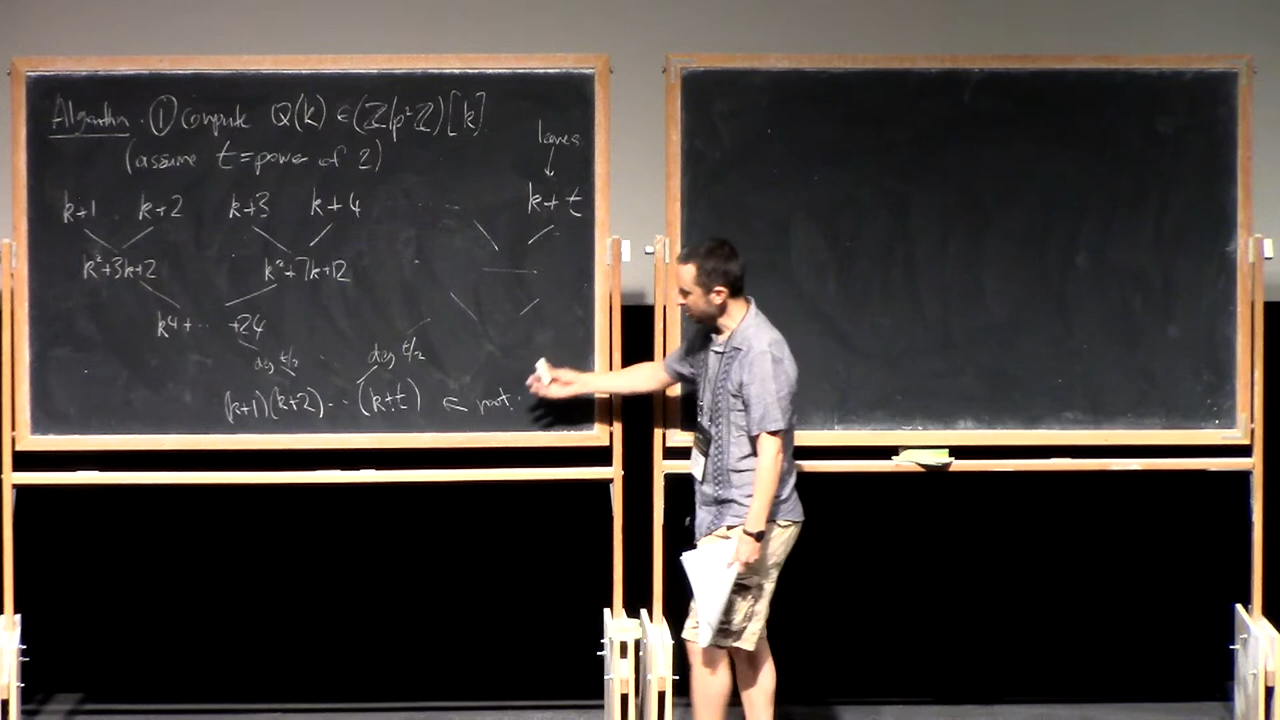 Algorithm. ① Compute Q(k) ∈ (ℤ/p²ℤ)[k].
(assume t = power of 2)
leaves
↓
k+1 k+2 k+3 k+4 ... k+t
k²+3k+2 k²+7k+12
k⁴+... +24
deg t/2 deg t/2
(k+1)(k+2)...(k+t) ← root.